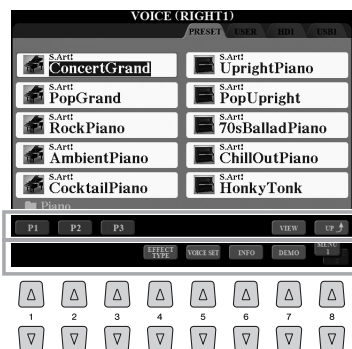 VOICE (RIGHT1)
PRESET USER HD1 USB1
S.Art!
ConcertGrand
S.Art!
UprightPiano
S.Art!
PopGrand
S.Art!
PopUpright
S.Art!
RockPiano
S.Art!
70sBalladPiano
S.Art!
AmbientPiano
S.Art!
ChillOutPiano
S.Art!
CocktailPiano
S.Art!
HonkyTonk
Piano
P1 P2 P3 VIEW UP
EFFECT TYPE VOICE SET INFO DEMO MENU 1
1 2 3 4 5 6 7 8